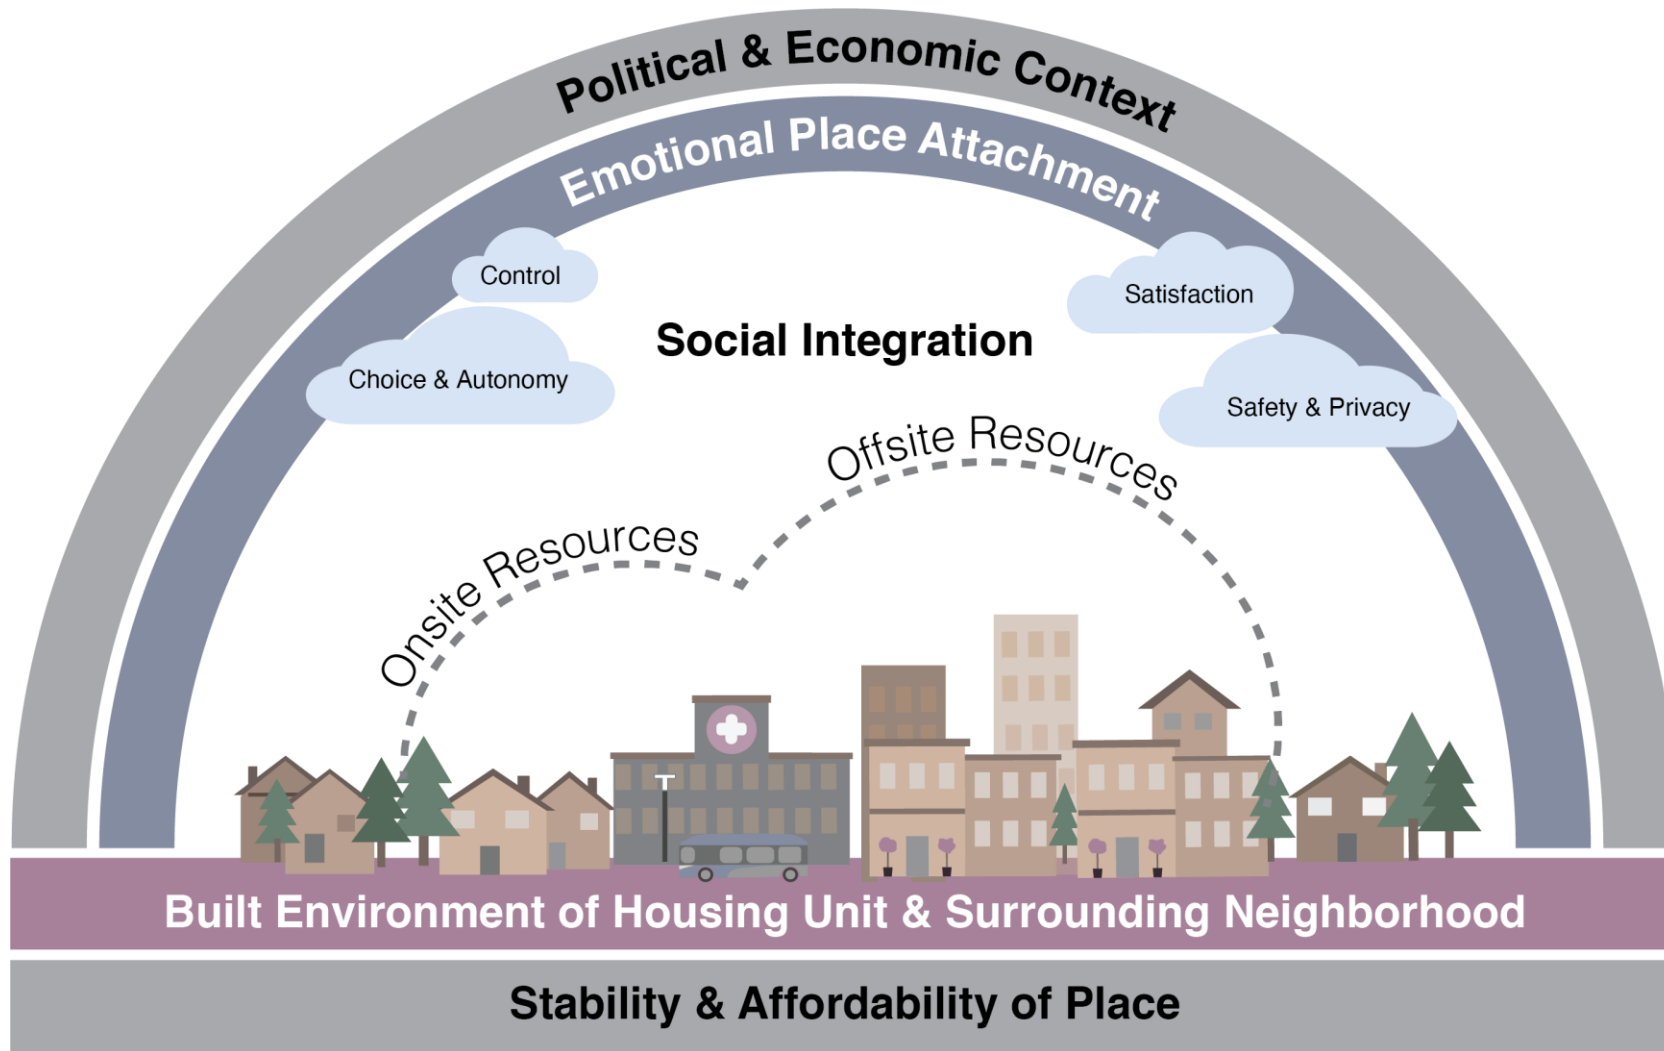 Political & Economic Context
Emotional Place Attachment
Control
Satisfaction
Social Integration
Choice & Autonomy
Safety & Privacy
Offsite Resources
Onsite Resources
Built Environment of Housing Unit & Surrounding Neighborhood
Stability & Affordability of Place